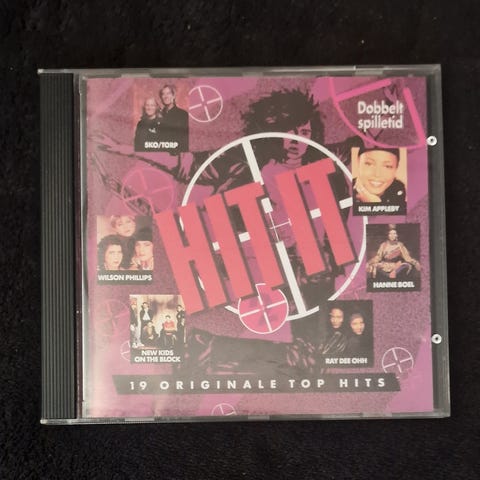 Dobbelt
spilletid
SKO/TORP
KIM APPLEBY
HIT IT
WILSON PHILLIPS
HANNE BOEL
NEW KIDS
ON THE BLOCK
RAY DEE OHH
19 ORIGINALE TOP HITS